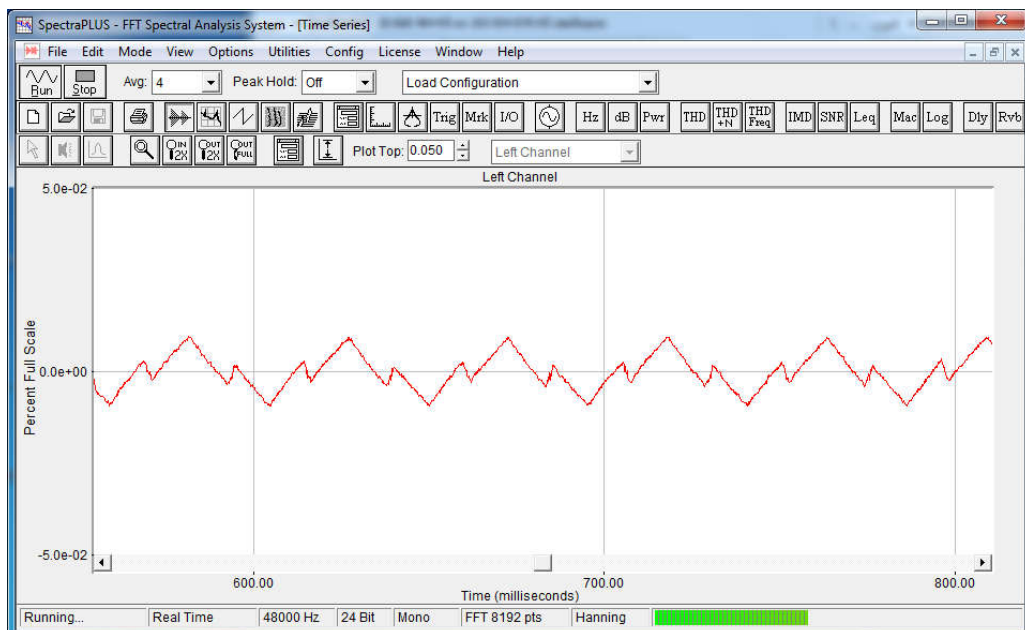 SpectraPLUS - FFT Spectral Analysis System - [Time Series]
File Edit Mode View Options Utilities Config License Window Help
Run Stop Avg: 4 Peak Hold: Off Load Configuration
Trig Mrk I/O Hz dB Pwr THD THD+N THD Freq IMD SNR Leq Mac Log Dly Rvb
IN 2X OUT 2X OUT FULL Plot Top: 0.050 Left Channel
Left Channel
5.0e-02
0.0e+00
-5.0e-02
Percent Full Scale
600.00 700.00 800.00
Time (milliseconds)
Running... Real Time 48000 Hz 24 Bit Mono FFT 8192 pts Hanning